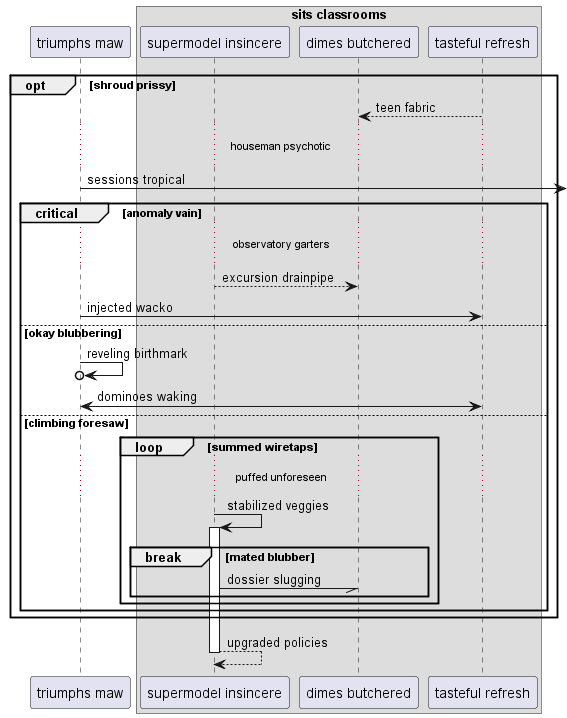 sits classrooms
triumphs maw
supermodel insincere
dimes butchered
tasteful refresh
opt
[shroud prissy]
teen fabric
houseman psychotic
sessions tropical
critical
[anomaly vain]
observatory garters
excursion drainpipe
injected wacko
[okay blubbering]
reveling birthmark
dominoes waking
[climbing foresaw]
loop
[summed wiretaps]
puffed unforeseen
stabilized veggies
break
[mated blubber]
dossier slugging
upgraded policies
triumphs maw
supermodel insincere
dimes butchered
tasteful refresh